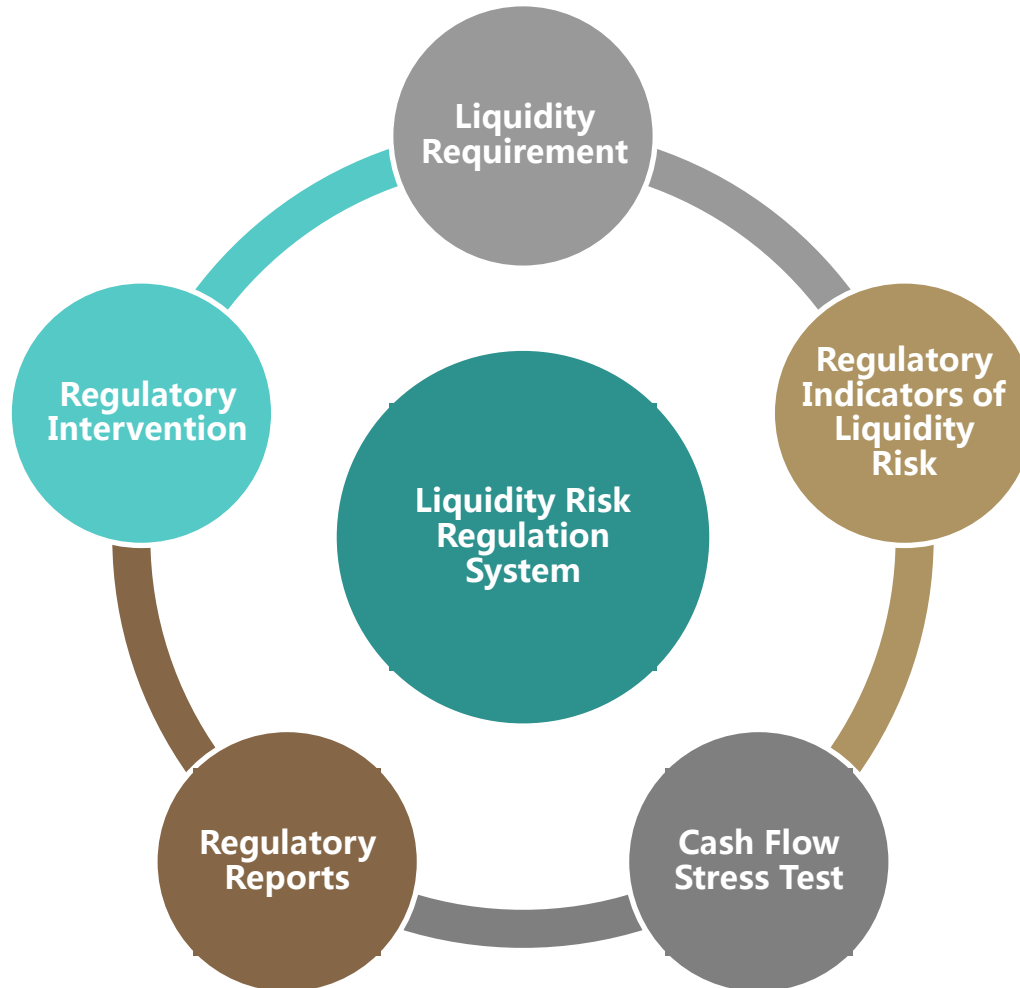 Liquidity
Requirement
Regulatory
Indicators of
Liquidity
Risk
Regulatory
Intervention
Liquidity Risk
Regulation
System
Regulatory
Reports
Cash Flow
Stress Test